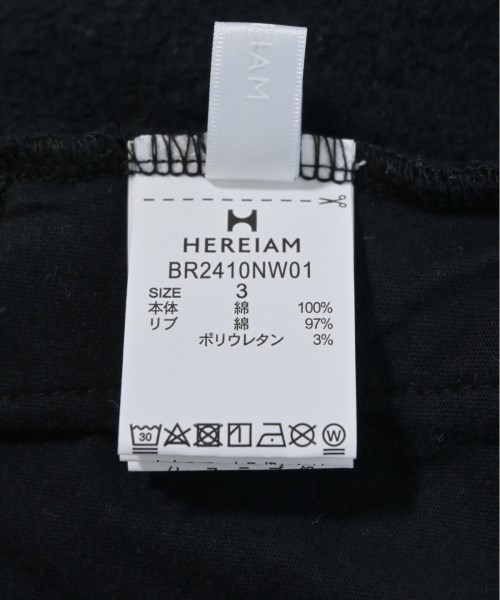 IAM
HEREIAM
BR2410NW01
SIZE 3
本体 綿 100%
リブ 綿 97%
ポリウレタン 3%
30 W